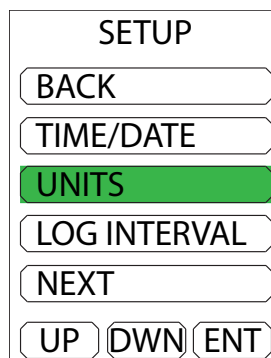 SETUP
BACK
TIME/DATE
UNITS
LOG INTERVAL
NEXT
UP DWN ENT